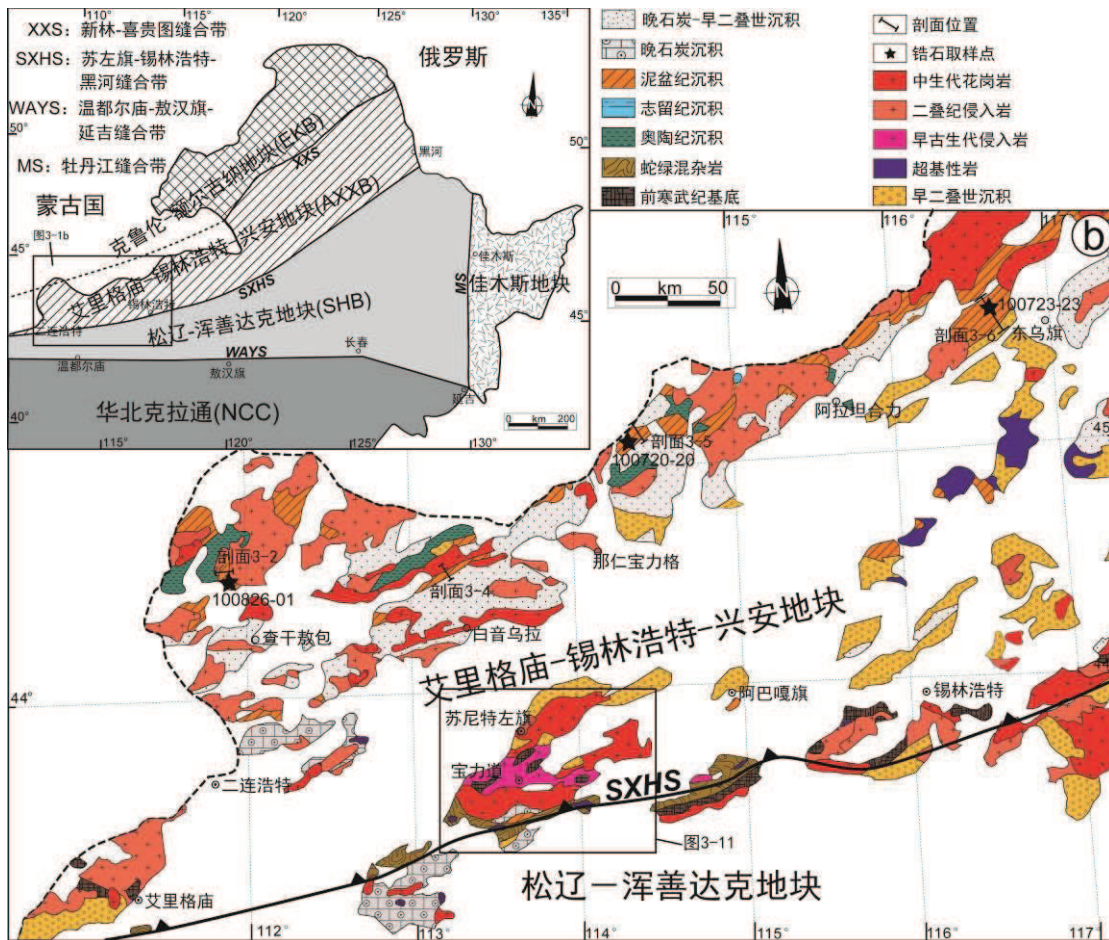 110°
115°
120°
125°
130°
135°
XXS: 新林-喜贵图缝合带
SXHS: 苏左旗-锡林浩特-
黑河缝合带
WAYS: 温都尔庙-敖汉旗-
延吉缝合带
MS: 牡丹江缝合带
俄罗斯
蒙古国
50°
50°
45°
45°
40°
图3-1b
克鲁伦-额尔古纳地块(EKB)
XXS
黑河
艾里格庙-锡林浩特-兴安地块(AXXB)
锡林浩特
二连浩特
SXHS
松辽-浑善达克地块(SHB)
MS
佳木斯
佳木斯地块
WAYS
温都尔庙
敖汉旗
长春
延吉
华北克拉通(NCC)
0 km 200
115°
120°
125°
130°
晚石炭-早二叠世沉积
晚石炭沉积
泥盆纪沉积
志留纪沉积
奥陶纪沉积
蛇绿混杂岩
前寒武纪基底
剖面位置
锆石取样点
中生代花岗岩
二叠纪侵入岩
早古生代侵入岩
超基性岩
早二叠世沉积
115°
116°
117°
b
0 km 50
100723-23
剖面3-6
东乌旗
阿拉坦合力
45
剖面3-5
100720-20
那仁宝力格
剖面3-2
100826-01
剖面3-4
查干敖包
白音乌拉
艾里格庙-锡林浩特-兴安地块
44°
阿巴嘎旗
锡林浩特
苏尼特左旗
宝力道
二连浩特
SXHS
图3-11
松辽—浑善达克地块
艾里格庙
112°
113°
114°
115°
116°
117°